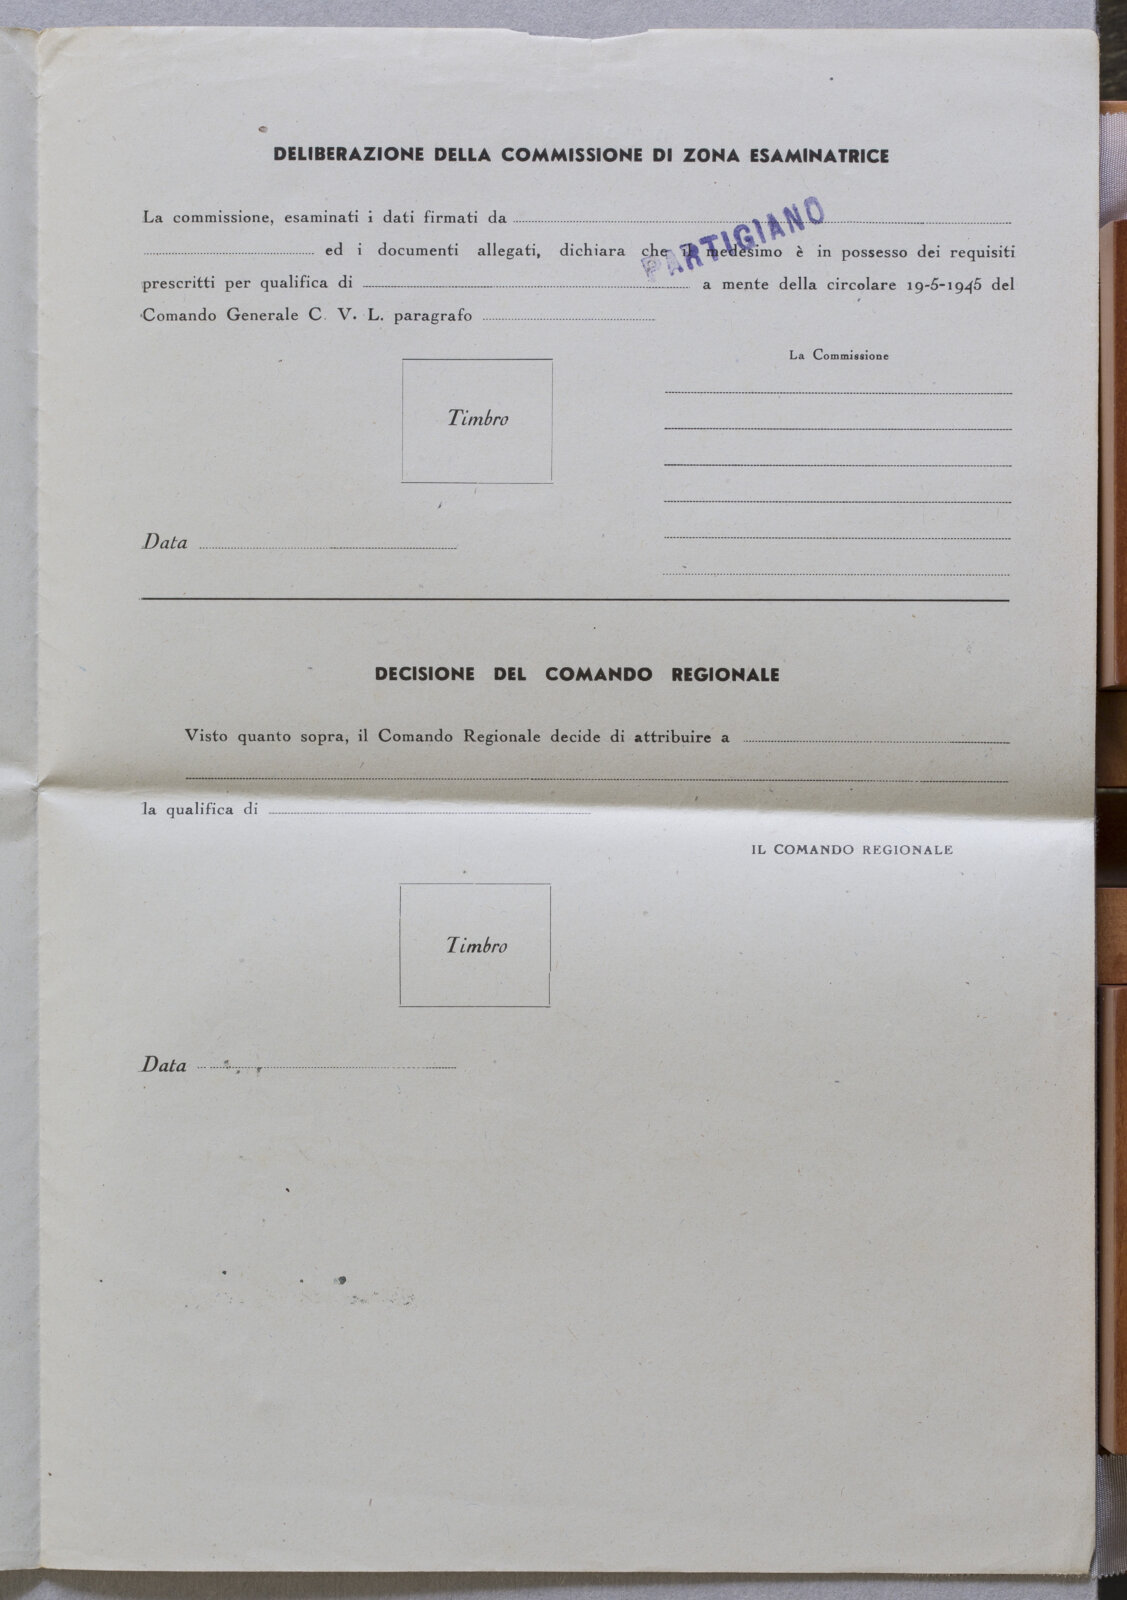 DELIBERAZIONE DELLA COMMISSIONE DI ZONA ESAMINATRICE
La commissione, esaminati i dati firmati da
PARTIGIANO
ed i documenti allegati, dichiara che il medesimo è in possesso dei requisiti
prescritti per qualifica di a mente della circolare 19-5-1945 del
Comando Generale C. V. L. paragrafo
La Commissione
Timbro
Data
DECISIONE DEL COMANDO REGIONALE
Visto quanto sopra, il Comando Regionale decide di attribuire a
la qualifica di
IL COMANDO REGIONALE
Timbro
Data